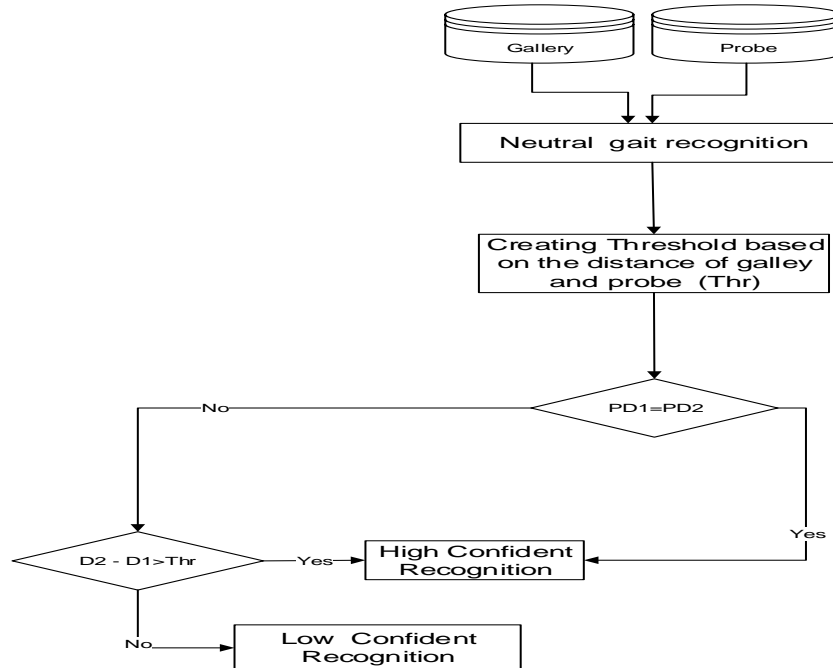 Gallery
Probe
Neutral gait recognition
Creating Threshold based
on the distance of galley
and probe (Thr)
PD1=PD2
No
Yes
D2 - D1>Thr
Yes
High Confident
Recognition
No
Low Confident
Recognition